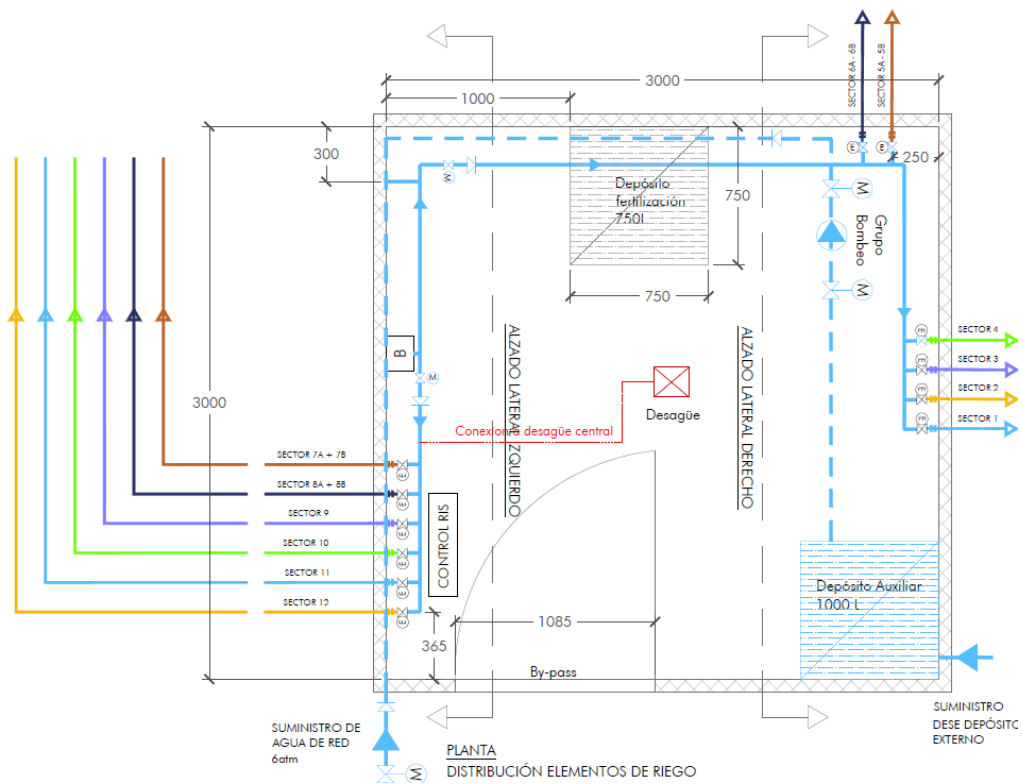 SECTOR 6A - 6B
SECTOR 5A - 5B
3000
1000
300
250
M
E
E
Depósito
fertilización
750l
750
M
Grupo
Bombeo
750
M
ALZADO LATERAL IZQUIERDO
ALZADO LATERAL DERECHO
B
M
3000
Desagüe
Conexion a desagüe central
E
SECTOR 4
E
SECTOR 3
E
SECTOR 2
E
SECTOR 1
SECTOR 7A + 7B
E
SECTOR 8A + 8B
E
SECTOR 9
E
SECTOR 10
E
SECTOR 11
E
SECTOR 12
E
CONTROL RIS
Depósito Auxiliar
1000 L
365
1085
By-pass
SUMINISTRO DE
AGUA DE RED
6atm
M
SUMINISTRO
DESE DEPÓSITO
EXTERNO
PLANTA
DISTRIBUCIÓN ELEMENTOS DE RIEGO